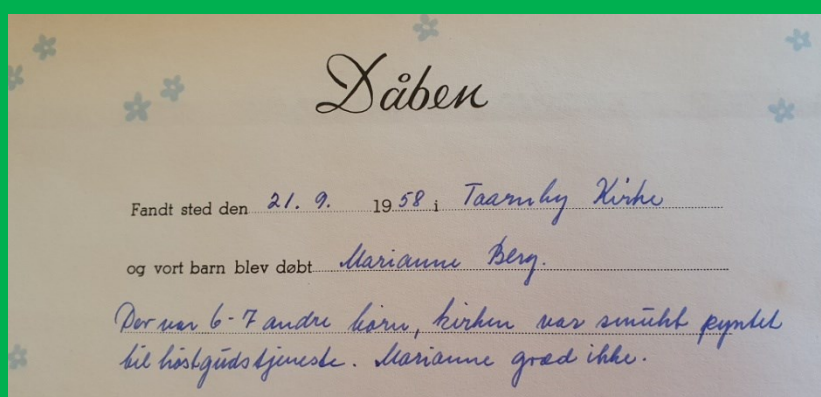 Dåben
Fandt sted den 21. 9. 1958 i Taarnby Kirke
og vort barn blev døbt Marianne Berg.
Der var 6-7 andre børn, kirken var smukt pyntet
til høstgudstjeneste. Marianne græd ikke.